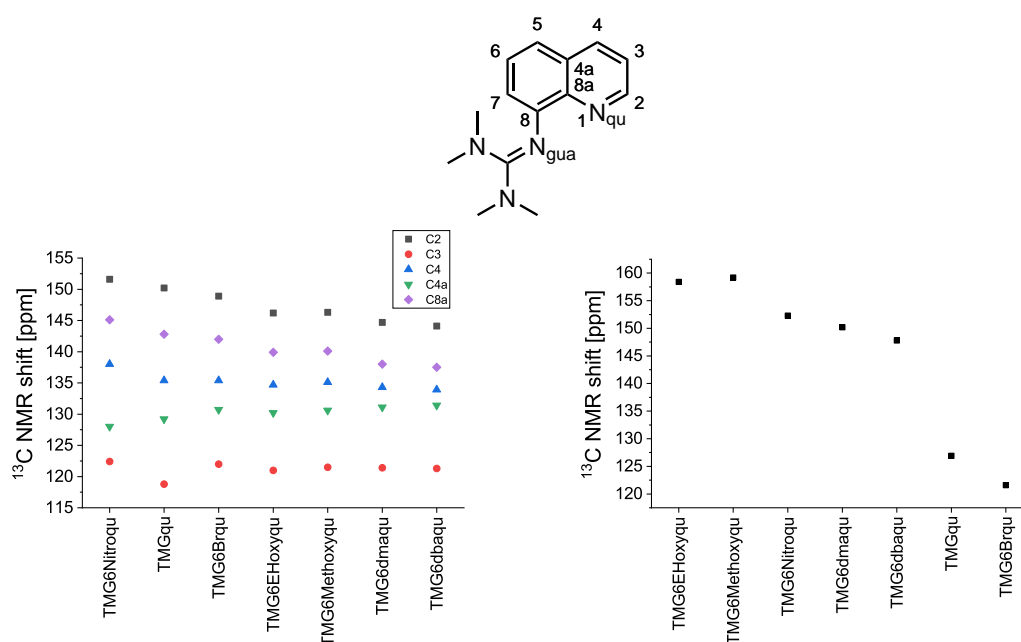 5 4
6 3
4a
8a
7 2
8 1 Nqu
N Ngua
N
C2
C3
C4
C4a
C8a
155
150
145
140
135
130
125
120
115
¹³C NMR shift [ppm]
TMG6Nitroqu
TMGqu
TMG6Brqu
TMG6EHoxyqu
TMG6Methoxyqu
TMG6dmaqu
TMG6dbaqu
160
155
150
145
140
135
130
125
120
¹³C NMR shift [ppm]
TMG6EHoxyqu
TMG6Methoxyqu
TMG6Nitroqu
TMG6dmaqu
TMG6dbaqu
TMGqu
TMG6Brqu